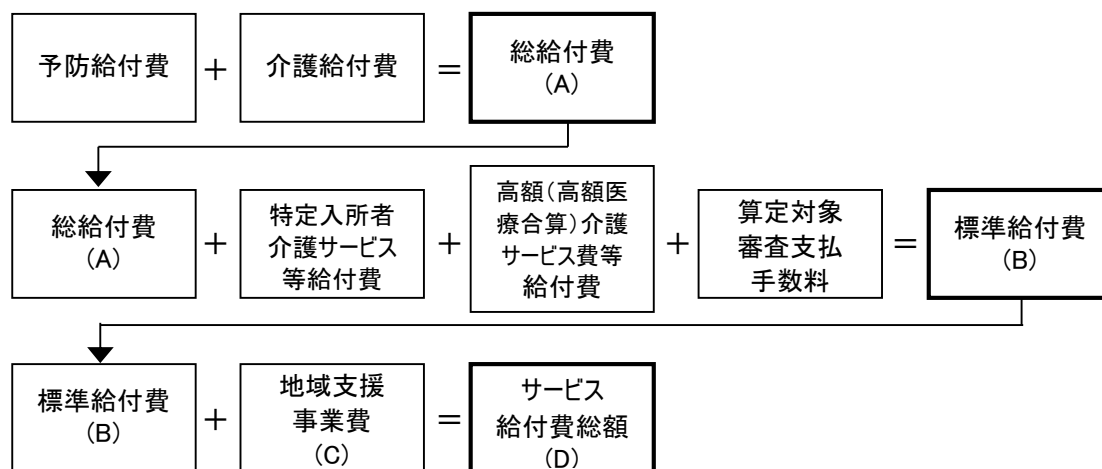 予防給付費 + 介護給付費 = 総給付費
(A)
総給付費
(A)
+
特定入所者
介護サービス
等給付費
+
高額(高額医
療合算)介護
サービス費等
給付費
+
算定対象
審査支払
手数料
=
標準給付費
(B)
標準給付費
(B)
+
地域支援
事業費
(C)
=
サービス
給付費総額
(D)